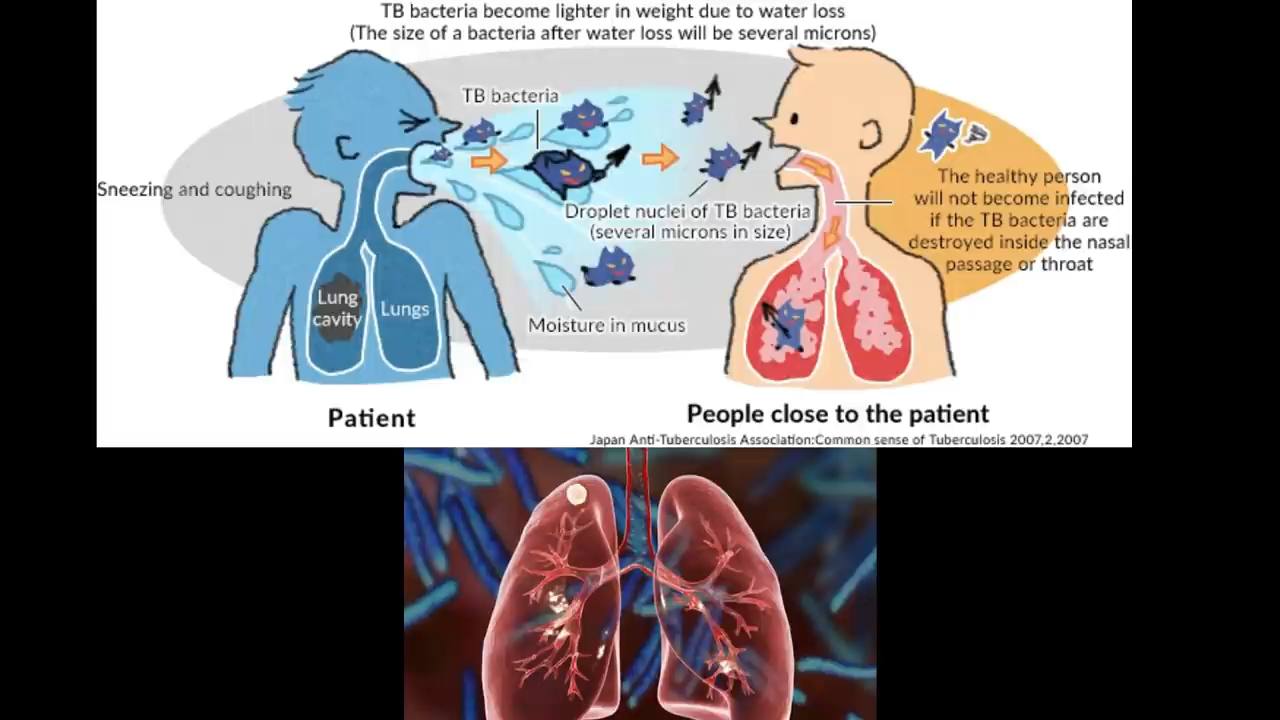 TB bacteria become lighter in weight due to water loss
(The size of a bacteria after water loss will be several microns)
TB bacteria
Sneezing and coughing
Droplet nuclei of TB bacteria
(several microns in size)
The healthy person
will not become infected
if the TB bacteria are
destroyed inside the nasal
passage or throat
Lung
cavity
Lungs
Moisture in mucus
Patient
People close to the patient
Japan Anti-Tuberculosis Association:Common sense of Tuberculosis 2007,2,2007